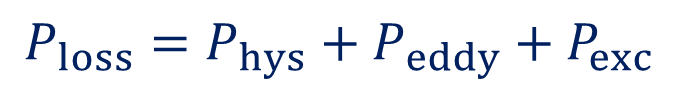 P_loss = P_hys + P_eddy + P_exc